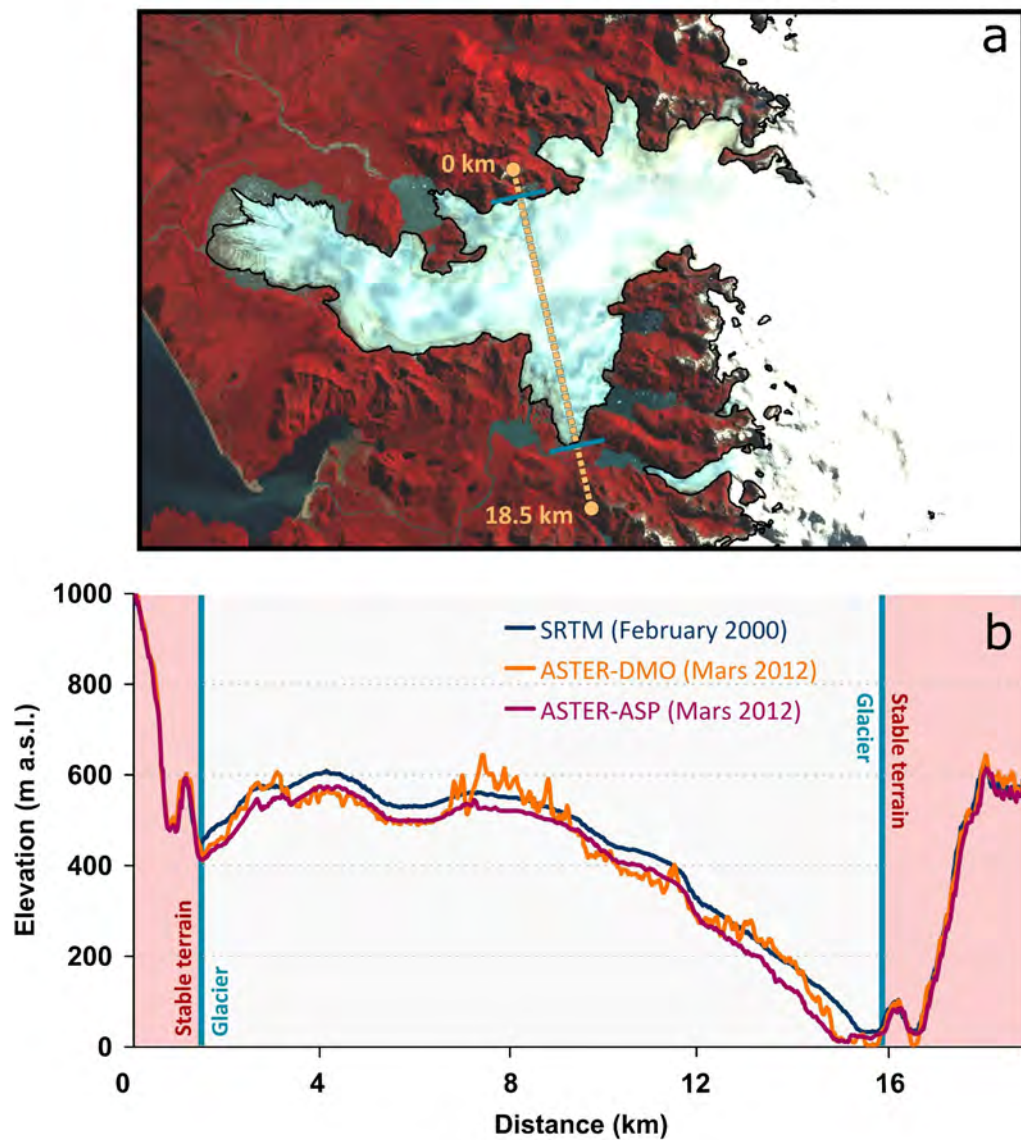 a
0 km
18.5 km
b
1000
800
600
400
200
0
Elevation (m a.s.l.)
SRTM (February 2000)
ASTER-DMO (Mars 2012)
ASTER-ASP (Mars 2012)
Stable terrain
Glacier
Glacier
Stable terrain
0 4 8 12 16
Distance (km)